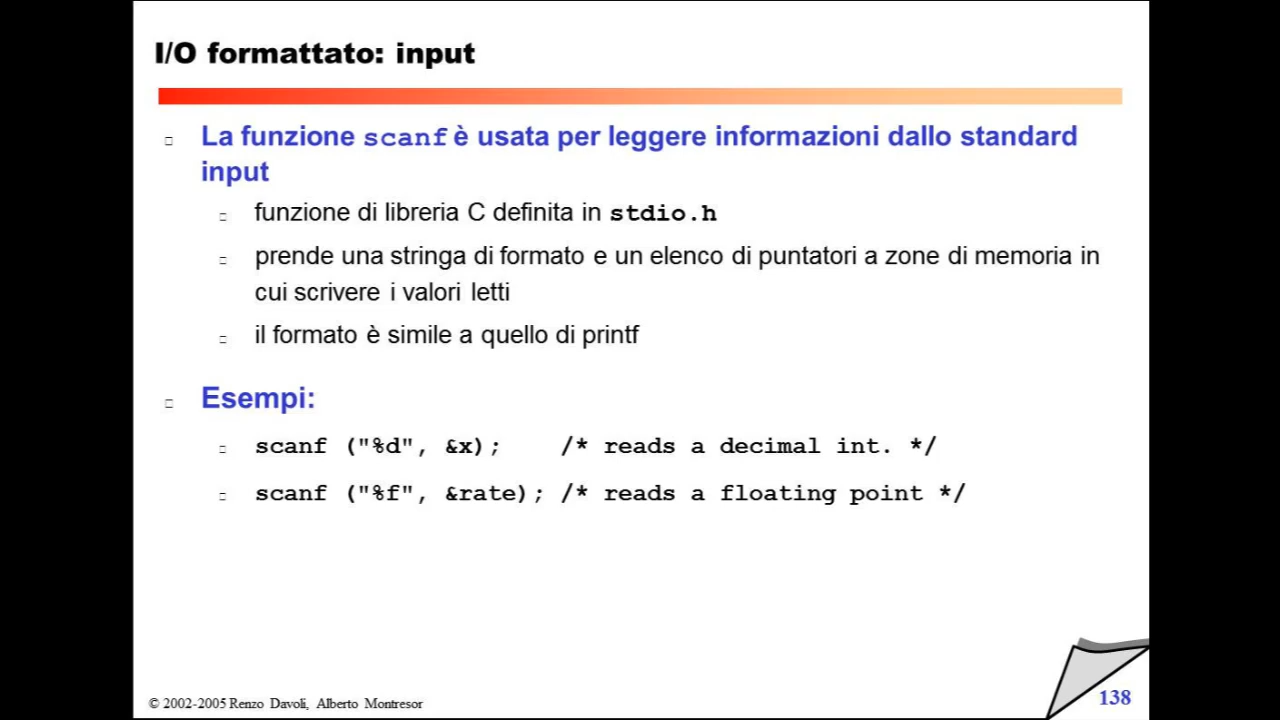 I/O formattato: input
La funzione scanf è usata per leggere informazioni dallo standard
input
funzione di libreria C definita in stdio.h
prende una stringa di formato e un elenco di puntatori a zone di memoria in
cui scrivere i valori letti
il formato è simile a quello di printf
Esempi:
scanf ("%d", &x);    /* reads a decimal int. */
scanf ("%f", &rate); /* reads a floating point */
© 2002-2005 Renzo Davoli, Alberto Montresor
138